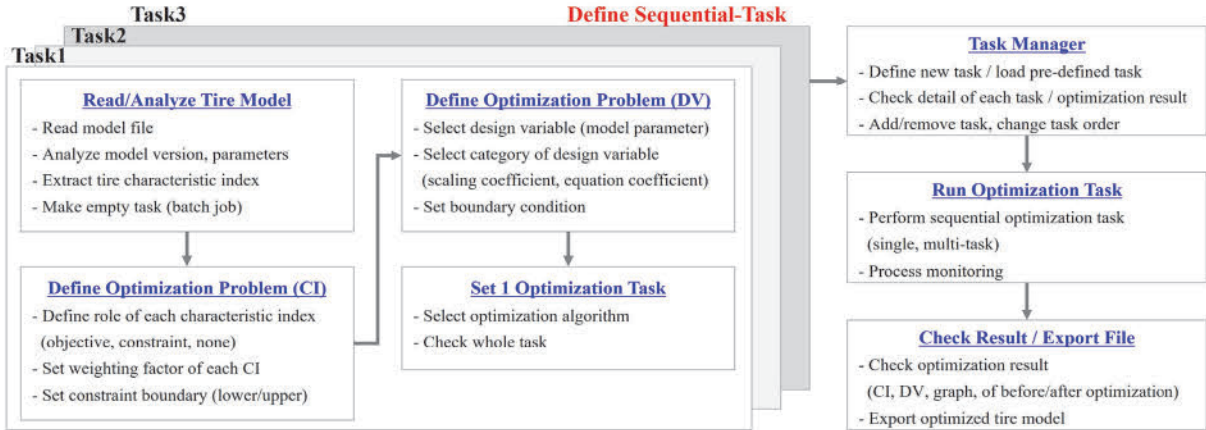 Task3
Define Sequential-Task
Task2
Task1
Read/Analyze Tire Model
- Read model file
- Analyze model version, parameters
- Extract tire characteristic index
- Make empty task (batch job)
Define Optimization Problem (CI)
- Define role of each characteristic index
(objective, constraint, none)
- Set weighting factor of each CI
- Set constraint boundary (lower/upper)
Define Optimization Problem (DV)
- Select design variable (model parameter)
- Select category of design variable
(scaling coefficient, equation coefficient)
- Set boundary condition
Set 1 Optimization Task
- Select optimization algorithm
- Check whole task
Task Manager
- Define new task / load pre-defined task
- Check detail of each task / optimization result
- Add/remove task, change task order
Run Optimization Task
- Perform sequential optimization task
(single, multi-task)
- Process monitoring
Check Result / Export File
- Check optimization result
(CI, DV, graph, of before/after optimization)
- Export optimized tire model